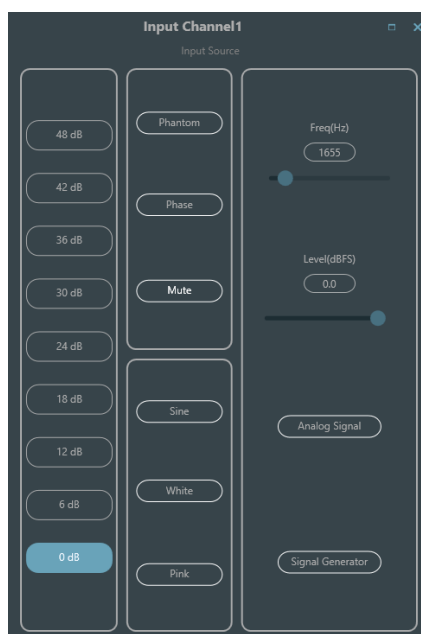 Input Channel1
Input Source
48 dB
42 dB
36 dB
30 dB
24 dB
18 dB
12 dB
6 dB
0 dB
Phantom
Phase
Mute
Sine
White
Pink
Freq(Hz)
1655
Level(dBFS)
0.0
Analog Signal
Signal Generator